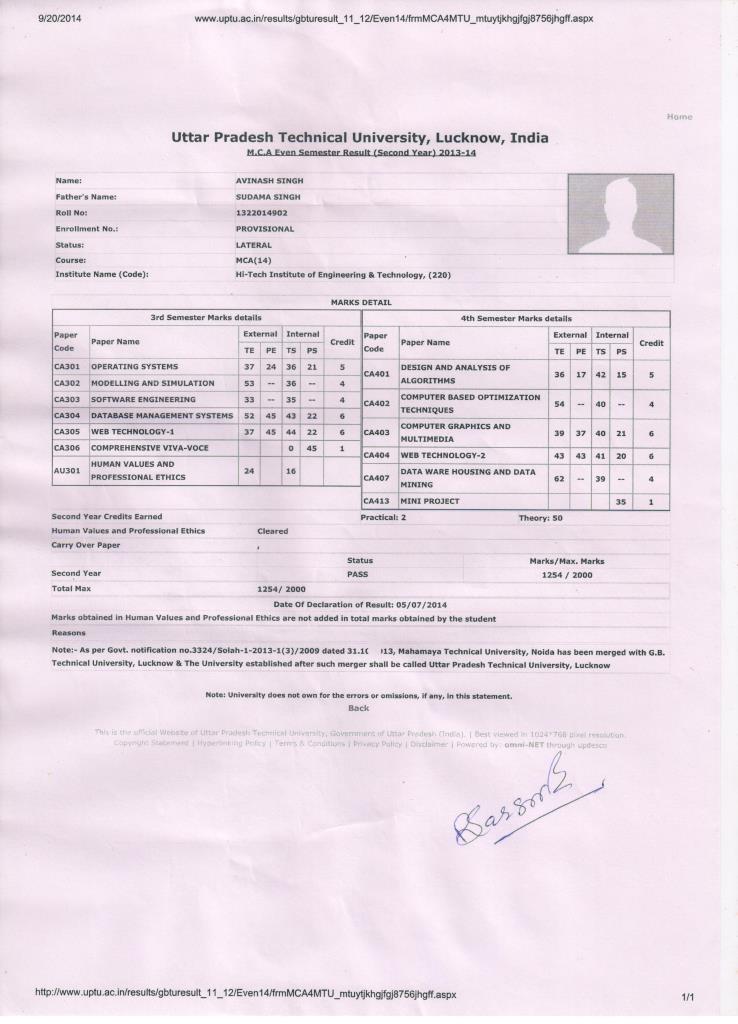 9/20/2014 www.uptu.ac.in/results/gbturesult_11_12/Even14/frmMCA4MTU_mtuytjkhgjfgj8756jhgff.aspx
Home
Uttar Pradesh Technical University, Lucknow, India
M.C.A Even Semester Result (Second Year) 2013-14
Name: AVINASH SINGH
Father's Name: SUDAMA SINGH
Roll No: 1322014902
Enrollment No.: PROVISIONAL
Status: LATERAL
Course: MCA(14)
Institute Name (Code): Hi-Tech Institute of Engineering & Technology, (220)
MARKS DETAIL
3rd Semester Marks details
Paper Code Paper Name External Internal Credit
TE PE TS PS
CA301 OPERATING SYSTEMS 37 24 36 21 5
CA302 MODELLING AND SIMULATION 53 -- 36 -- 4
CA303 SOFTWARE ENGINEERING 33 -- 35 -- 4
CA304 DATABASE MANAGEMENT SYSTEMS 52 45 43 22 6
CA305 WEB TECHNOLOGY-1 37 45 44 22 6
CA306 COMPREHENSIVE VIVA-VOCE 0 45 1
AU301 HUMAN VALUES AND
PROFESSIONAL ETHICS 24 16
4th Semester Marks details
Paper Code Paper Name External Internal Credit
TE PE TS PS
CA401 DESIGN AND ANALYSIS OF
ALGORITHMS 36 17 42 15 5
CA402 COMPUTER BASED OPTIMIZATION
TECHNIQUES 54 -- 40 -- 4
CA403 COMPUTER GRAPHICS AND
MULTIMEDIA 39 37 40 21 6
CA404 WEB TECHNOLOGY-2 43 43 41 20 6
CA407 DATA WARE HOUSING AND DATA
MINING 62 -- 39 -- 4
CA413 MINI PROJECT 35 1
Second Year Credits Earned Practical: 2 Theory: 50
Human Values and Professional Ethics Cleared
Carry Over Paper ,
Status Marks/Max. Marks
Second Year PASS 1254 / 2000
Total Max 1254/ 2000
Date Of Declaration of Result: 05/07/2014
Marks obtained in Human Values and Professional Ethics are not added in total marks obtained by the student
Reasons
Note:- As per Govt. notification no.3324/Solah-1-2013-1(3)/2009 dated 31.1( )13, Mahamaya Technical University, Noida has been merged with G.B.
Technical University, Lucknow & The University established after such merger shall be called Uttar Pradesh Technical University, Lucknow
Note: University does not own for the errors or omissions, if any, in this statement.
Back
This is the official Website of Uttar Pradesh Technical University, Government of Uttar Pradesh (India). | Best viewed in 1024*768 pixel resolution.
Copyright Statement | Hyperlinking Policy | Terms & Conditions | Privacy Policy | Disclaimer | Powered by: omni-NET through updesco
http://www.uptu.ac.in/results/gbturesult_11_12/Even14/frmMCA4MTU_mtuytjkhgjfgj8756jhgff.aspx 1/1